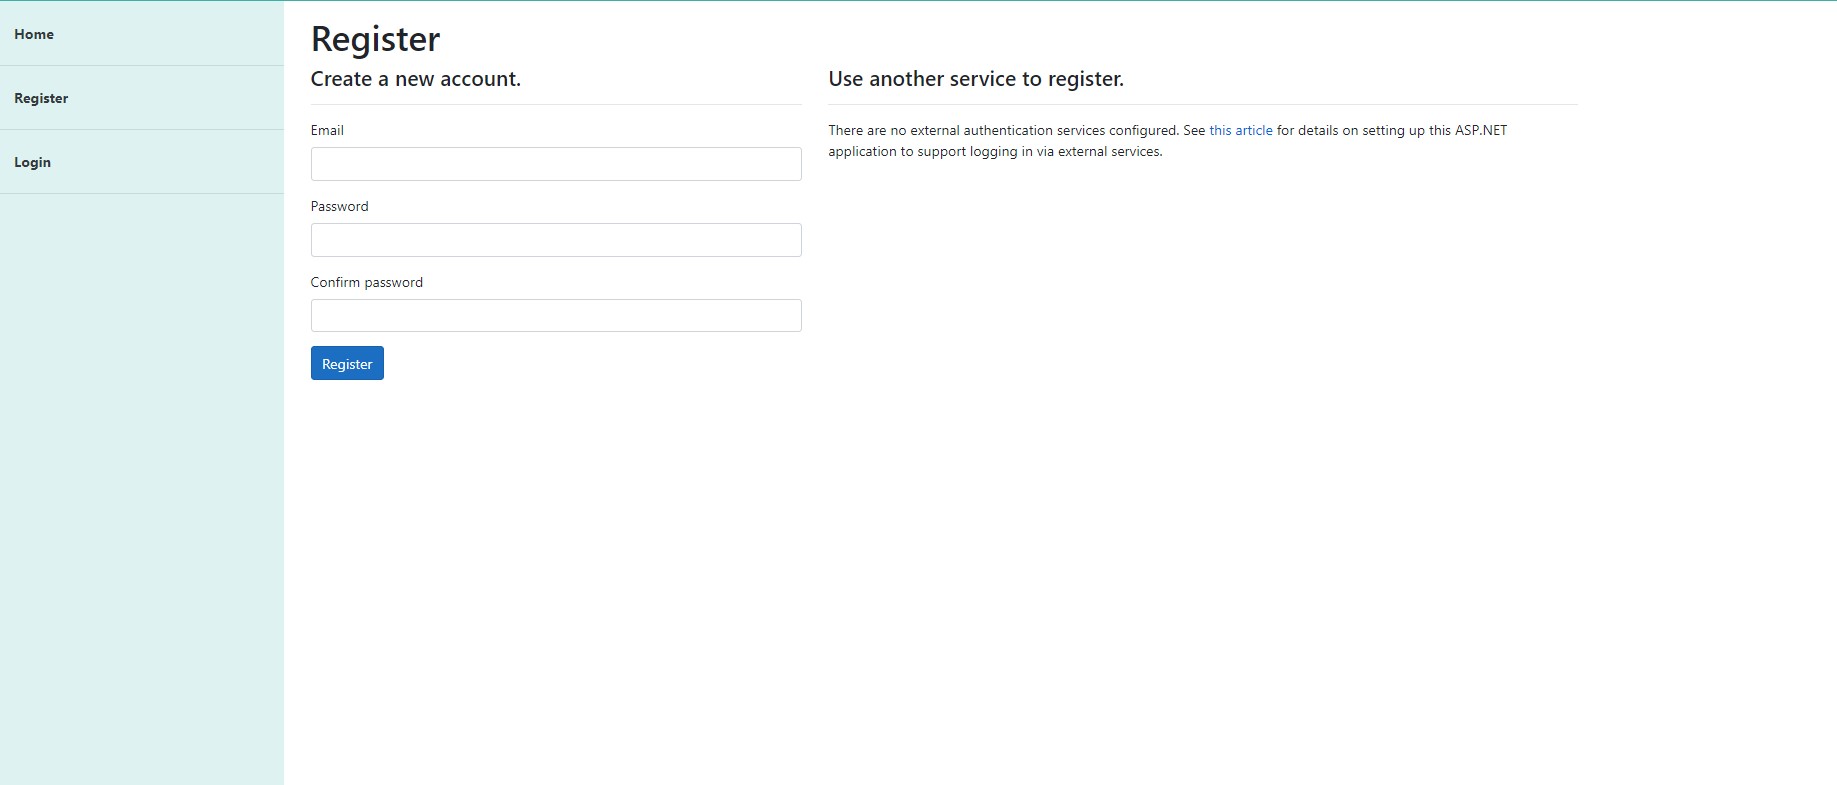 Home
Register
Login
Register
Create a new account.
Email
Password
Confirm password
Register
Use another service to register.
There are no external authentication services configured. See this article for details on setting up this ASP.NET
application to support logging in via external services.